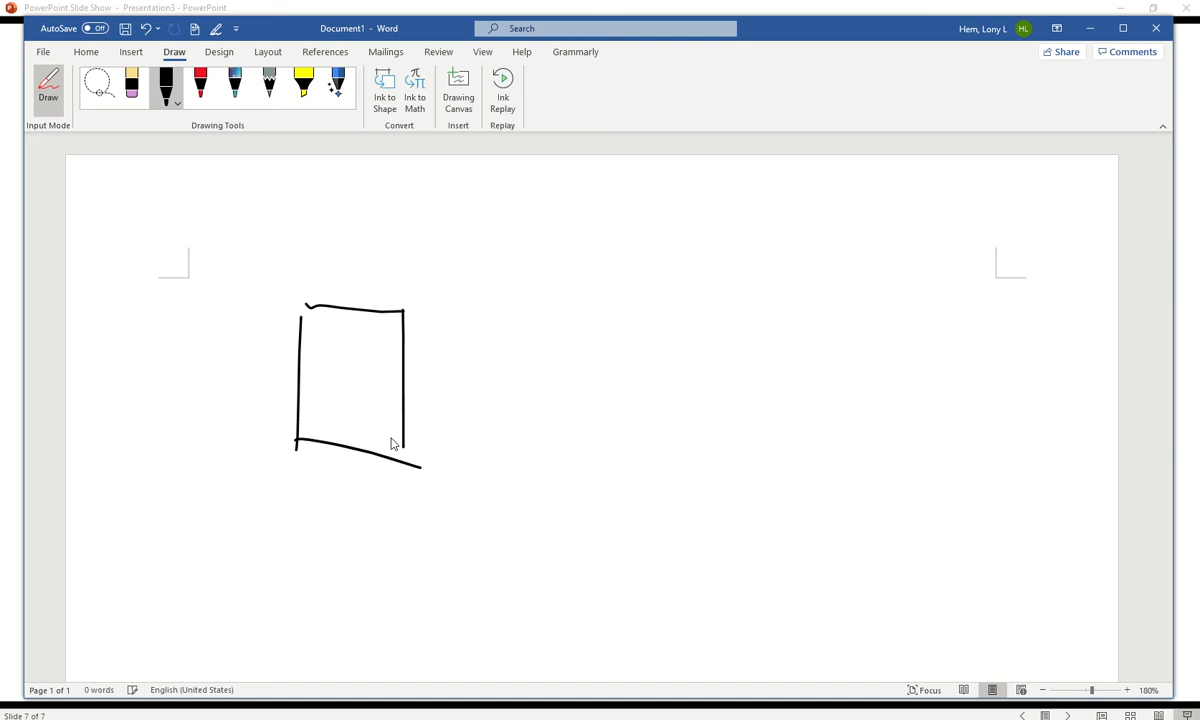 PowerPoint Slide Show - Presentation3 - PowerPoint
AutoSave Off Document1 - Word Search Hem, Lony L HL
File Home Insert Draw Design Layout References Mailings Review View Help Grammarly Share Comments
Draw Ink to Shape Ink to Math Drawing Canvas Ink Replay
Input Mode Drawing Tools Convert Insert Replay
Page 1 of 1 0 words English (United States) Focus 180%
Slide 7 of 7